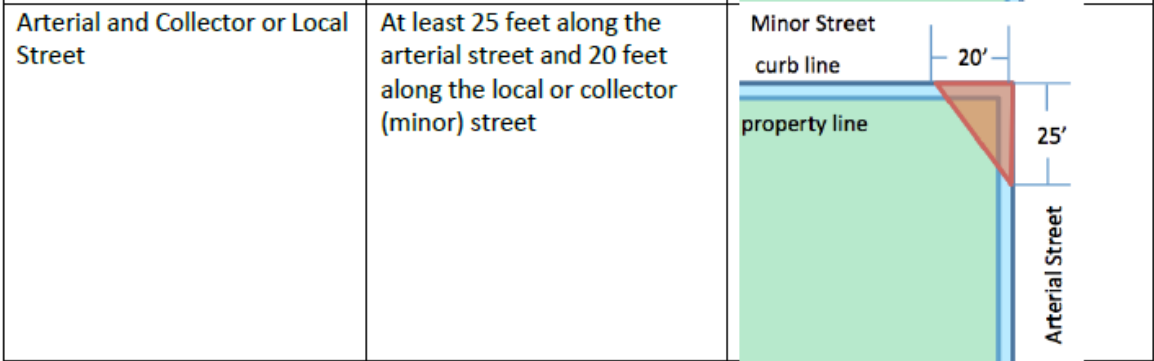 Arterial and Collector or Local
Street
At least 25 feet along the
arterial street and 20 feet
along the local or collector
(minor) street
Minor Street
20’
curb line
property line
25’
Arterial Street